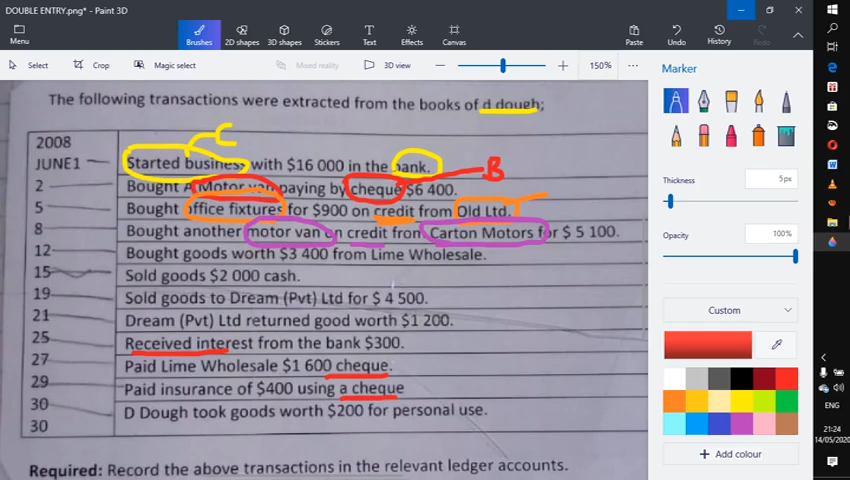 DOUBLE ENTRY.png* - Paint 3D
Menu
Brushes
2D shapes
3D shapes
Stickers
Text
Effects
Canvas
Paste
Undo
History
Redo
Select
Crop
Magic select
Mixed reality
3D view
150%
Marker
Thickness
5px
Opacity
100%
Custom
+ Add colour
ENG
21:24
14/05/2020
The following transactions were extracted from the books of d dough;
C
2008
JUNE1 Started business with $16 000 in the bank.
B
2 Bought A Motor van paying by cheque $6 400.
5 Bought office fixtures for $900 on credit from Old Ltd.
8 Bought another motor van on credit from Carton Motors for $ 5 100.
12 Bought goods worth $3 400 from Lime Wholesale.
15 Sold goods $2 000 cash.
19 Sold goods to Dream (Pvt) Ltd for $ 4 500.
21 Dream (Pvt) Ltd returned good worth $1 200.
25 Received interest from the bank $300.
27 Paid Lime Wholesale $1 600 cheque.
29 Paid insurance of $400 using a cheque
30 D Dough took goods worth $200 for personal use.
30
Required: Record the above transactions in the relevant ledger accounts.